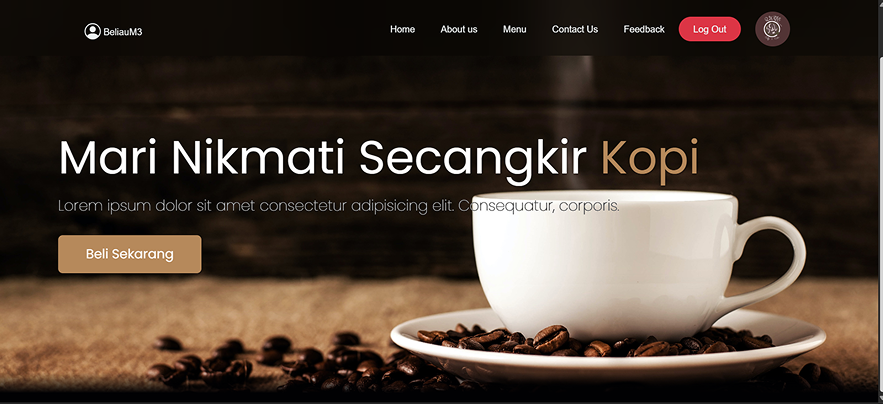 BeliauM3
Home About us Menu Contact Us Feedback Log Out
Mari Nikmati Secangkir Kopi
Lorem ipsum dolor sit amet consectetur adipisicing elit. Consequatur, corporis.
Beli Sekarang